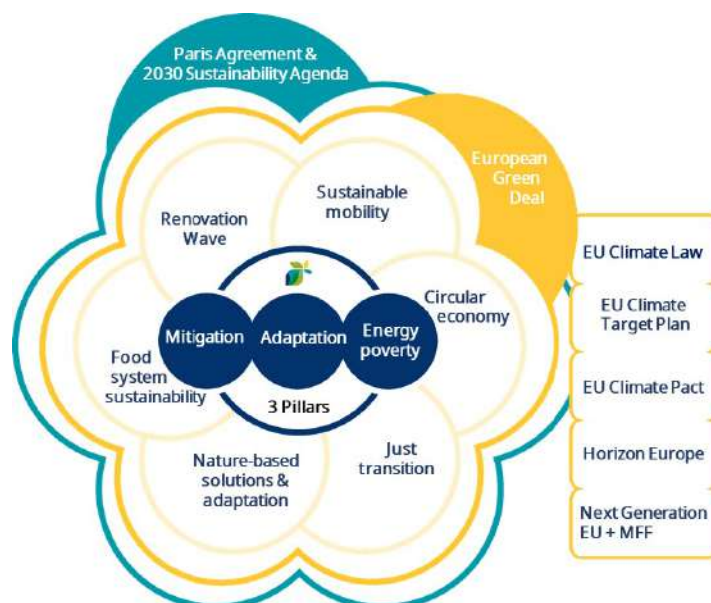 Paris Agreement &
2030 Sustainability Agenda
European
Green
Deal
Sustainable
mobility
Renovation
Wave
EU Climate Law
EU Climate
Target Plan
EU Climate Pact
Horizon Europe
Next Generation
EU + MFF
Circular
economy
Mitigation
Adaptation
Energy
poverty
Food
system
sustainability
3 Pillars
Nature-based
solutions &
adaptation
Just
transition